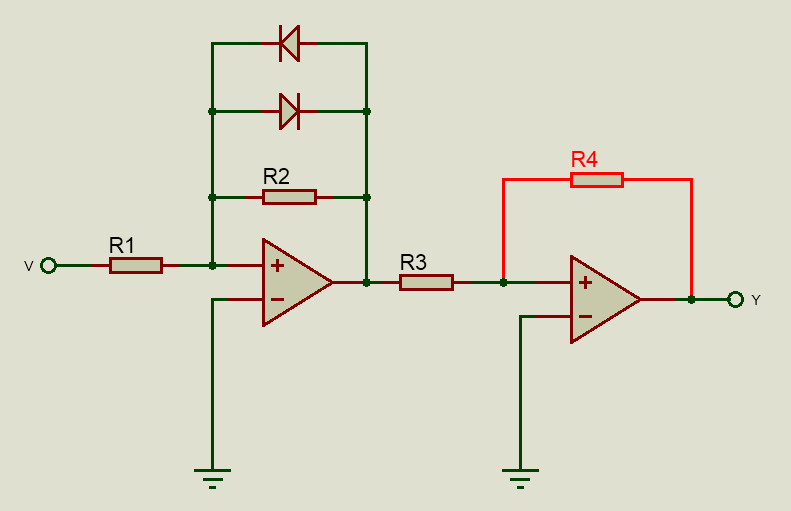 R4
R2
R1
R3
V
+
+
−
−
Y